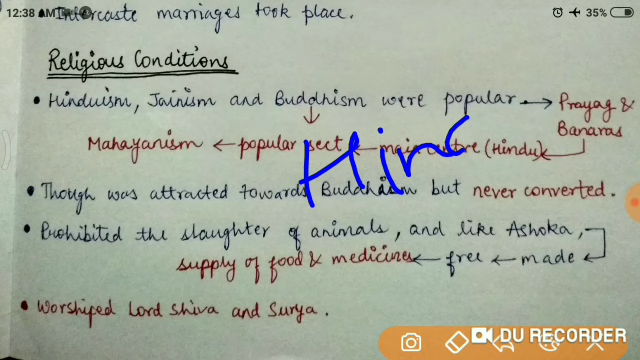 12:38 AM
35%
Intercaste marriages took place.
Religious Conditions
• Hinduism, Jainism and Buddhism were popular → Prayag &
Banaras
Mahayanism ← popular sect ← main centre (Hindu) ←
Hind
• Though was attracted towards Buddhism but never converted.
• Prohibited the slaughter of animals, and like Ashoka,
supply of food & medicines ← free ← made ←
• Worshiped Lord Shiva and Surya.
DU RECORDER